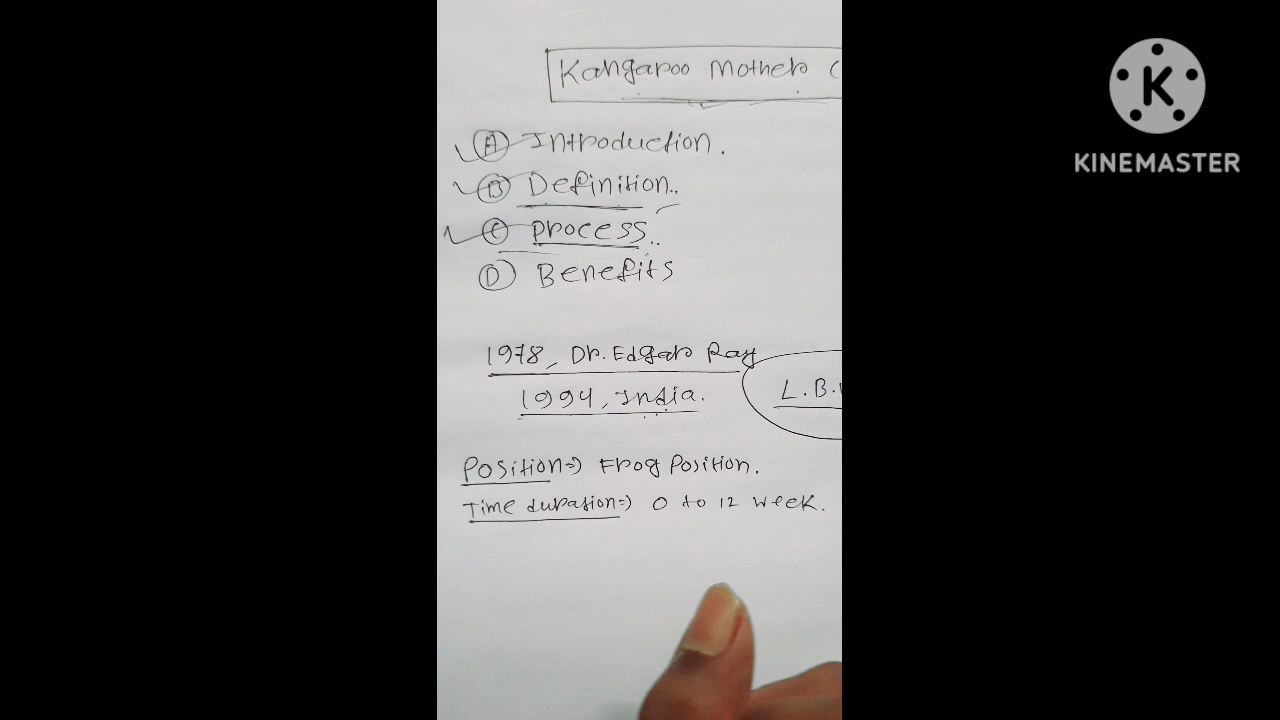 Kangaroo Mother (
A Introduction.
B Definition..
C process..
D Benefits
1978, Dr. Edgar Ray
1994, India.
L.B.
Position => Frog Position.
Time duration => 0 to 12 week.
K
KINEMASTER